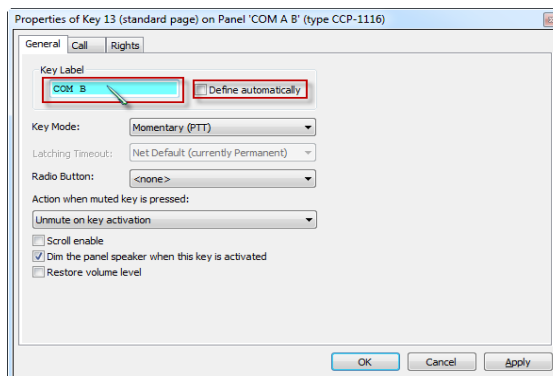 Properties of Key 13 (standard page) on Panel 'COM A B' (type CCP-1116)
General Call Rights
Key Label
COM B Define automatically
Key Mode: Momentary (PTT)
Latching Timeout: Net Default (currently Permanent)
Radio Button: <none>
Action when muted key is pressed:
Unmute on key activation
Scroll enable
Dim the panel speaker when this key is activated
Restore volume level
OK Cancel Apply